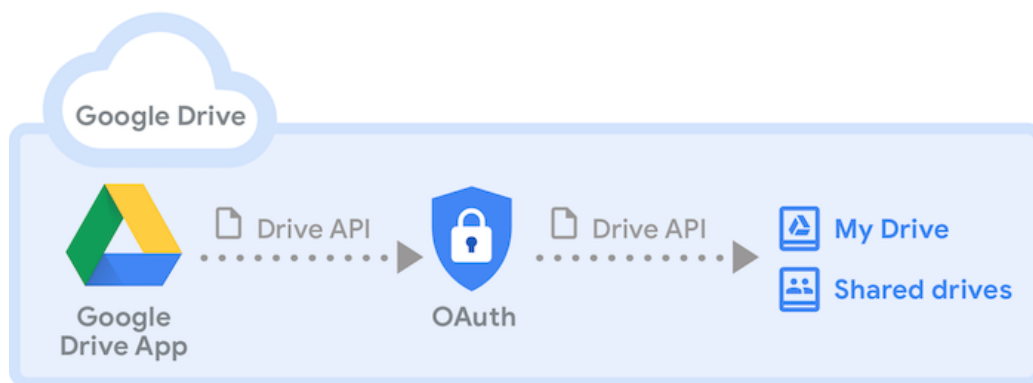 Google Drive
Drive API
Drive API
My Drive
Shared drives
Google
Drive App
OAuth